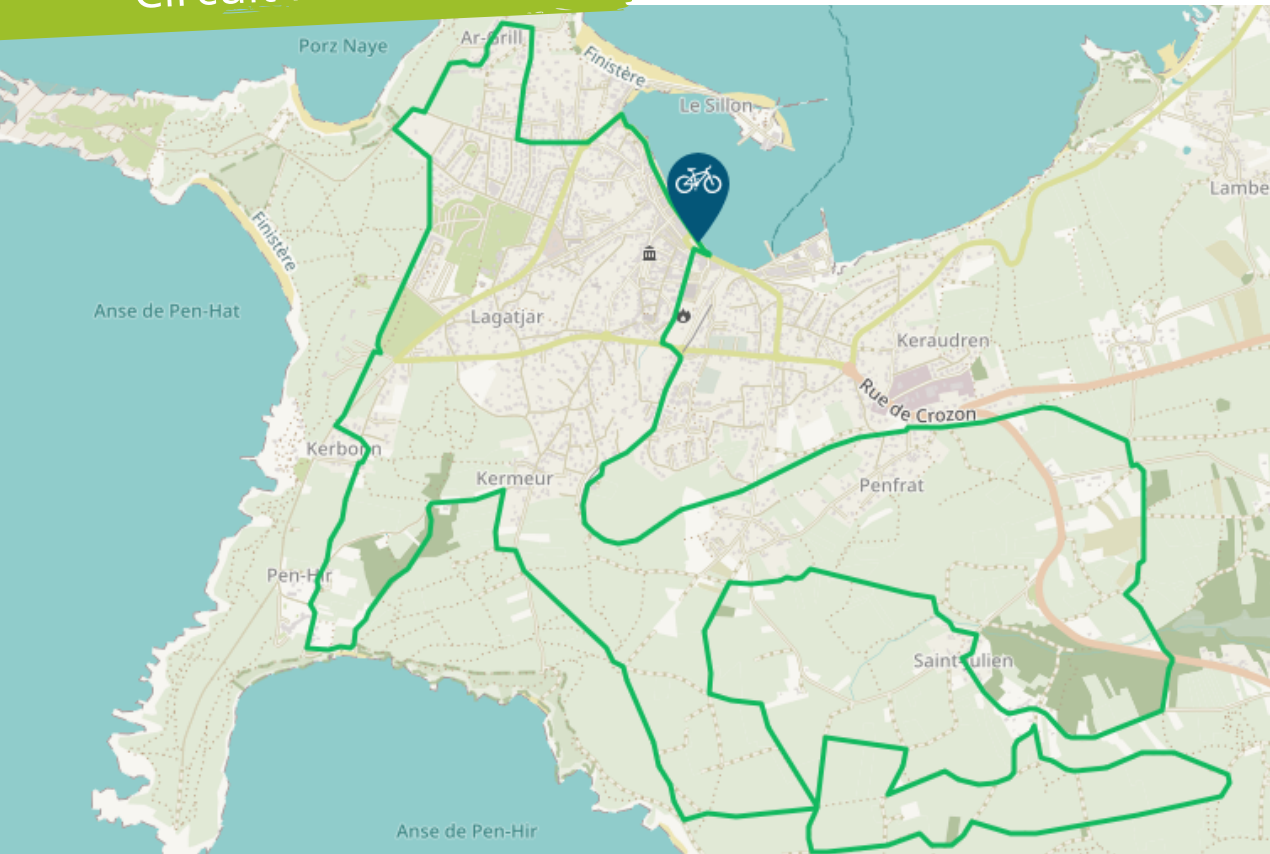 Porz Naye
Ar-Grill
Finistère
Le Sillon
Lambe
Finistère
Anse de Pen-Hat
Lagatjar
Keraudren
Rue de Crozon
Kerbonn
Kermeur
Penfrat
Pen-Hir
Saint-Julien
Anse de Pen-Hir